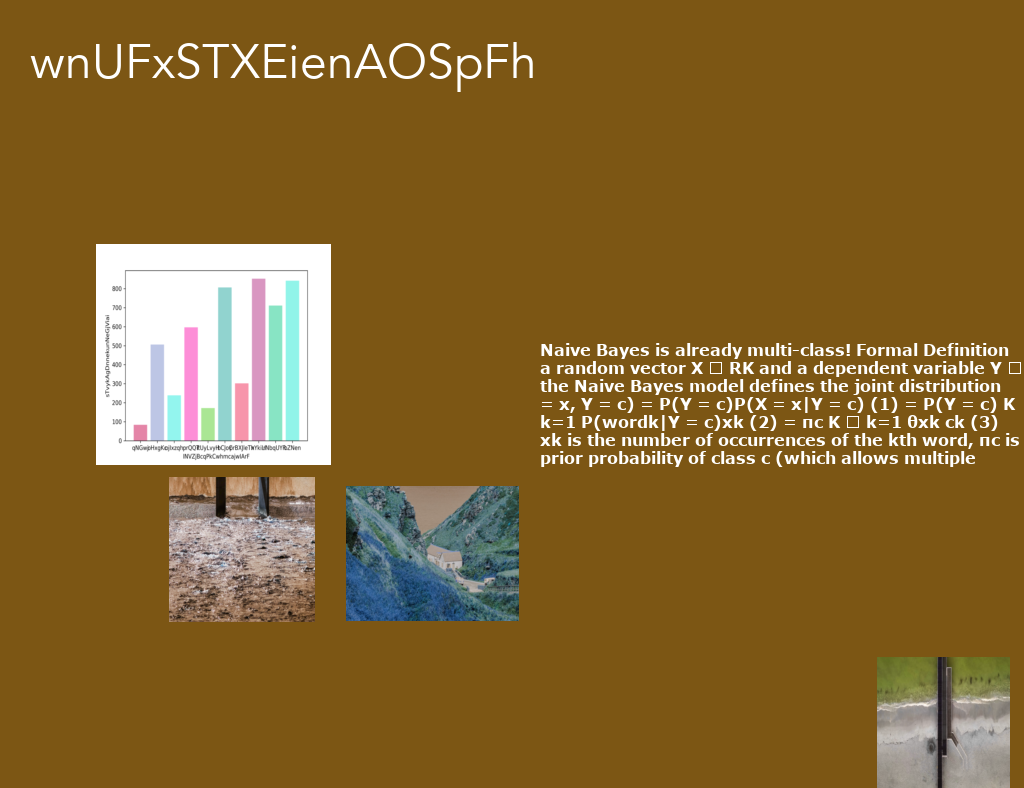 wnUFxSTXEienAOSpFh
800
700
600
500
400
300
200
100
0
Naive Bayes is already multi-class! Formal Definition
a random vector X □ RK and a dependent variable Y □
the Naive Bayes model defines the joint distribution
= x, Y = c) = P(Y = c)P(X = x|Y = c) (1) = P(Y = c) K
k=1 P(wordk|Y = c)xk (2) = πc K □ k=1 θxk ck (3)
xk is the number of occurrences of the kth word, πc is
prior probability of class c (which allows multiple